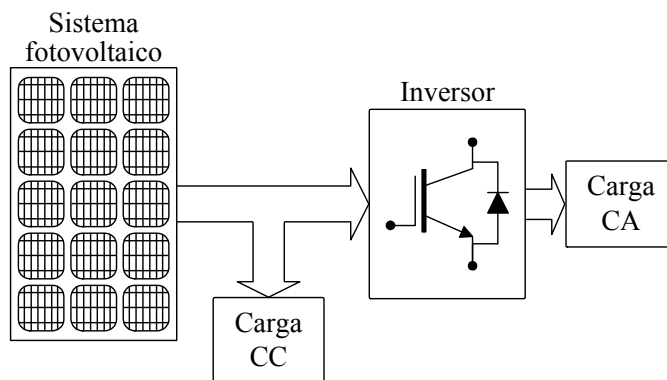 Sistema
fotovoltaico
Inversor
Carga
CA
Carga
CC